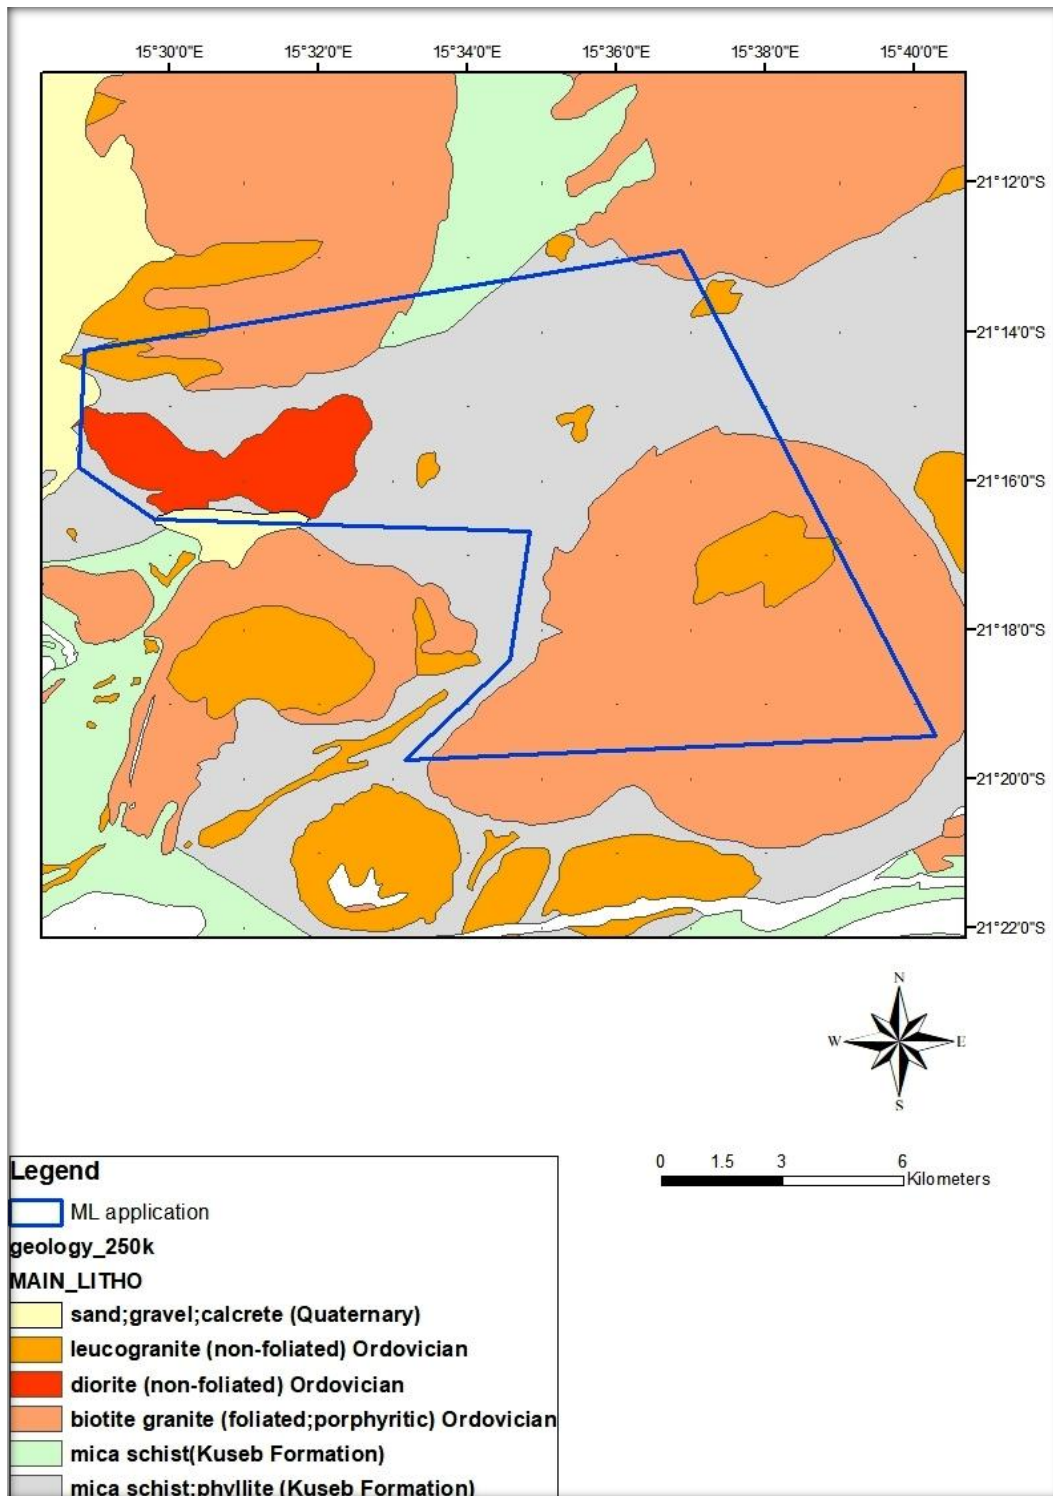 15°30'0"E 15°32'0"E 15°34'0"E 15°36'0"E 15°38'0"E 15°40'0"E
21°12'0"S
21°14'0"S
21°16'0"S
21°18'0"S
21°20'0"S
21°22'0"S
N
W E
S
0 1.5 3 6
Kilometers
Legend
ML application
geology_250k
MAIN_LITHO
sand;gravel;calcrete (Quaternary)
leucogranite (non-foliated) Ordovician
diorite (non-foliated) Ordovician
biotite granite (foliated;porphyritic) Ordovician
mica schist(Kuseb Formation)
mica schist;phyllite (Kuseb Formation)